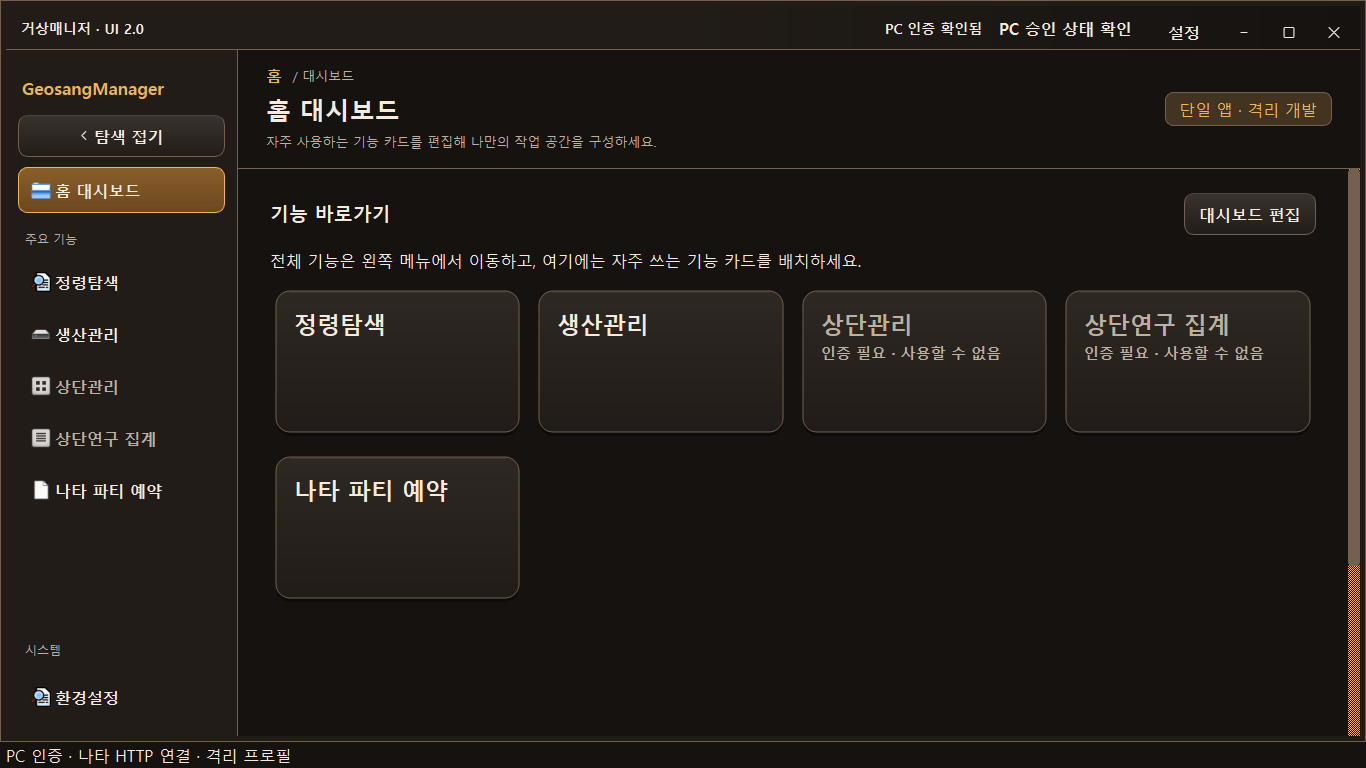 거상매니저 · UI 2.0
PC 인증 확인됨 PC 승인 상태 확인 설정
GeosangManager
탐색 접기
홈 대시보드
주요 기능
정령탐색
생산관리
상단관리
상단연구 집계
나타 파티 예약
시스템
환경설정
홈 / 대시보드
홈 대시보드
자주 사용하는 기능 카드를 편집해 나만의 작업 공간을 구성하세요.
단일 앱 · 격리 개발
기능 바로가기
대시보드 편집
전체 기능은 왼쪽 메뉴에서 이동하고, 여기에는 자주 쓰는 기능 카드를 배치하세요.
정령탐색
생산관리
상단관리
인증 필요 · 사용할 수 없음
상단연구 집계
인증 필요 · 사용할 수 없음
나타 파티 예약
PC 인증 · 나타 HTTP 연결 · 격리 프로필